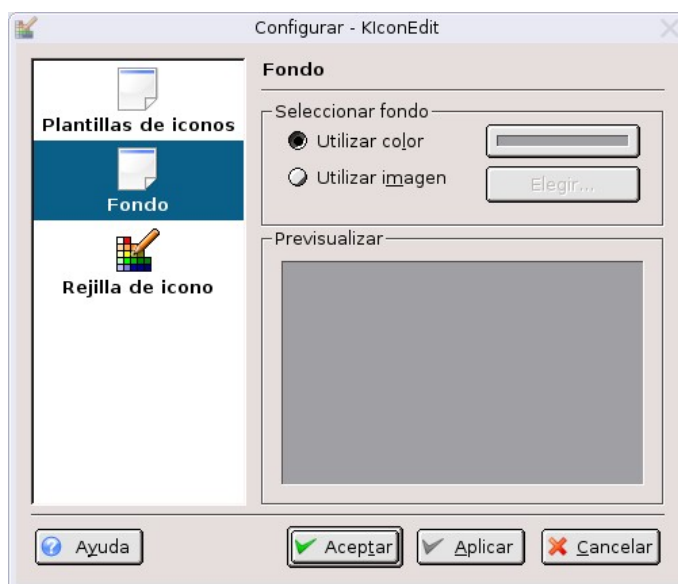 Configurar - KIconEdit
Plantillas de iconos
Fondo
Rejilla de icono
Fondo
Seleccionar fondo
Utilizar color
Utilizar imagen
Elegir...
Previsualizar
Ayuda
Aceptar
Aplicar
Cancelar